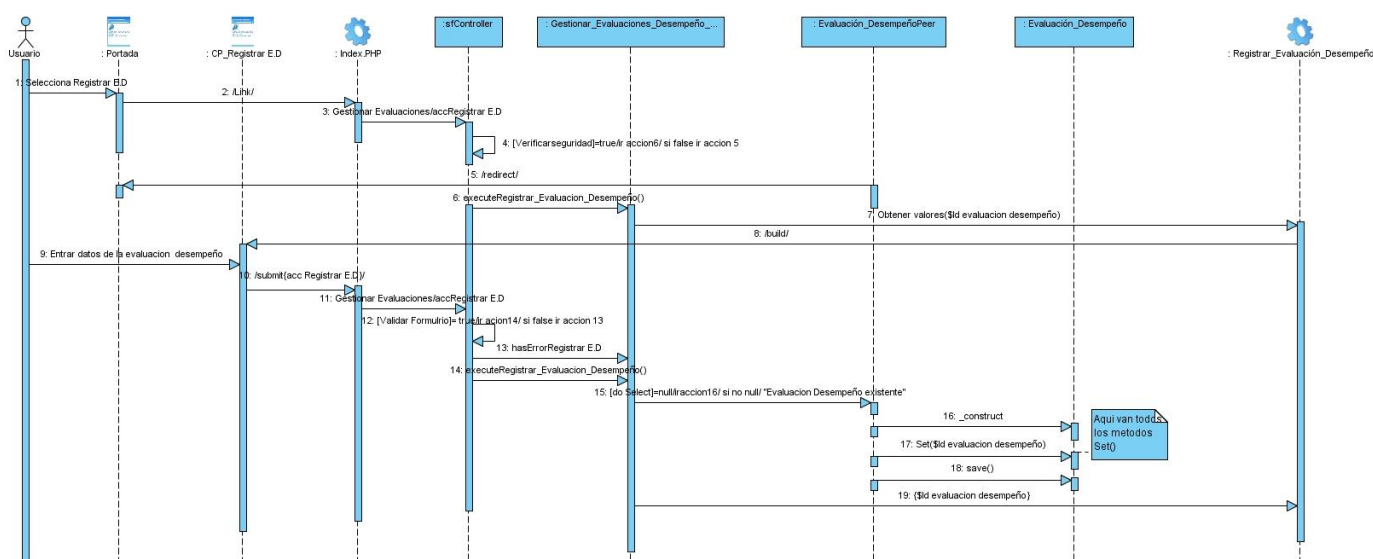 Usuario
: Portada
: CP_Registrar E.D
: Index.PHP
:sfController
: Gestionar_Evaluaciones_Desempeño_...
: Evaluación_DesempeñoPeer
: Evaluación_Desempeño
: Registrar_Evaluación_Desempeño
1: Selecciona Registrar E.D
2: /Link/
3: Gestionar Evaluaciones/accRegistrar E.D
4: [Verificarseguridad]=true/ir accion6/ si false ir accion 5
5: /redirect/
6: executeRegistrar_Evaluacion_Desempeño()
7: Obtener valores($Id evaluacion desempeño)
8: /build/
9: Entrar datos de la evaluacion desempeño
10: /submit{acc Registrar E.D}/
11: Gestionar Evaluaciones/accRegistrar E.D
12: [Validar Formulrio]= true/ir acion14/ si false ir accion 13
13: hasErrorRegistrar E.D
14: executeRegistrar_Evaluacion_Desempeño()
15: [do Select]=null/iraccion16/ si no null/ "Evaluacion Desempeño existente"
16: _construct
Aqui van todos
los metodos
Set()
17: Set($Id evaluacion desempeño)
18: save()
19: {$Id evaluacion desempeño}